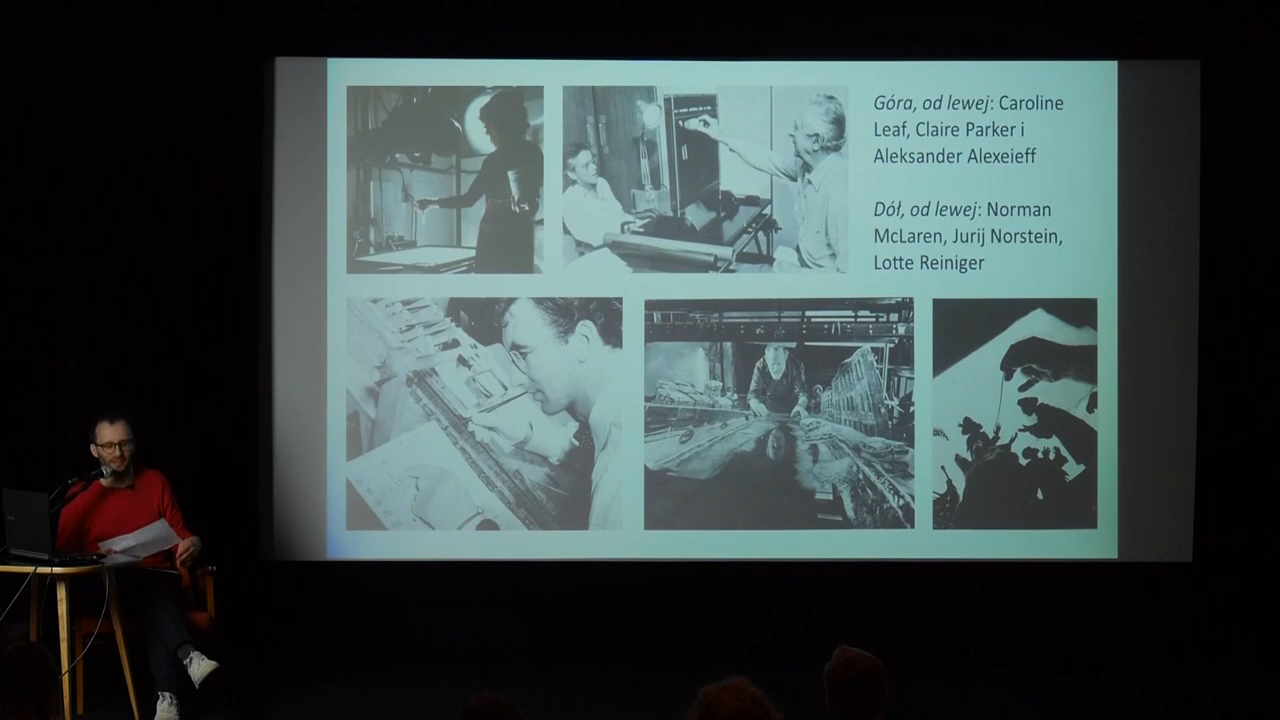 Góra, od lewej: Caroline
Leaf, Claire Parker i
Aleksander Alexeieff
Dół, od lewej: Norman
McLaren, Jurij Norstein,
Lotte Reiniger